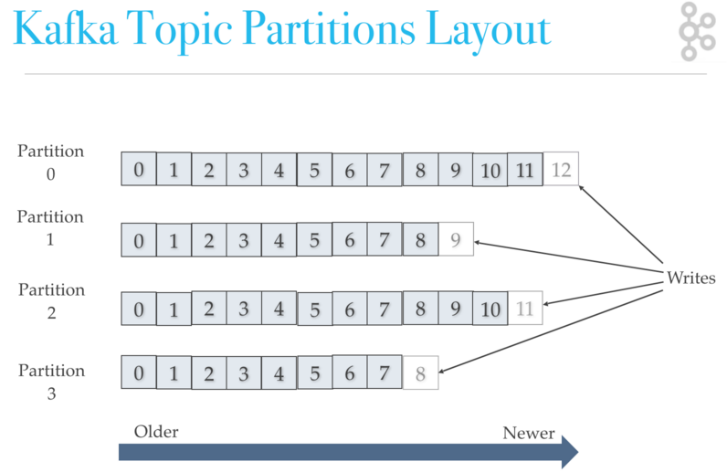 Kafka Topic Partitions Layout
Partition
0
0 1 2 3 4 5 6 7 8 9 10 11 12
Partition
1
0 1 2 3 4 5 6 7 8 9
Writes
Partition
2
0 1 2 3 4 5 6 7 8 9 10 11
Partition
3
0 1 2 3 4 5 6 7 8
Older Newer